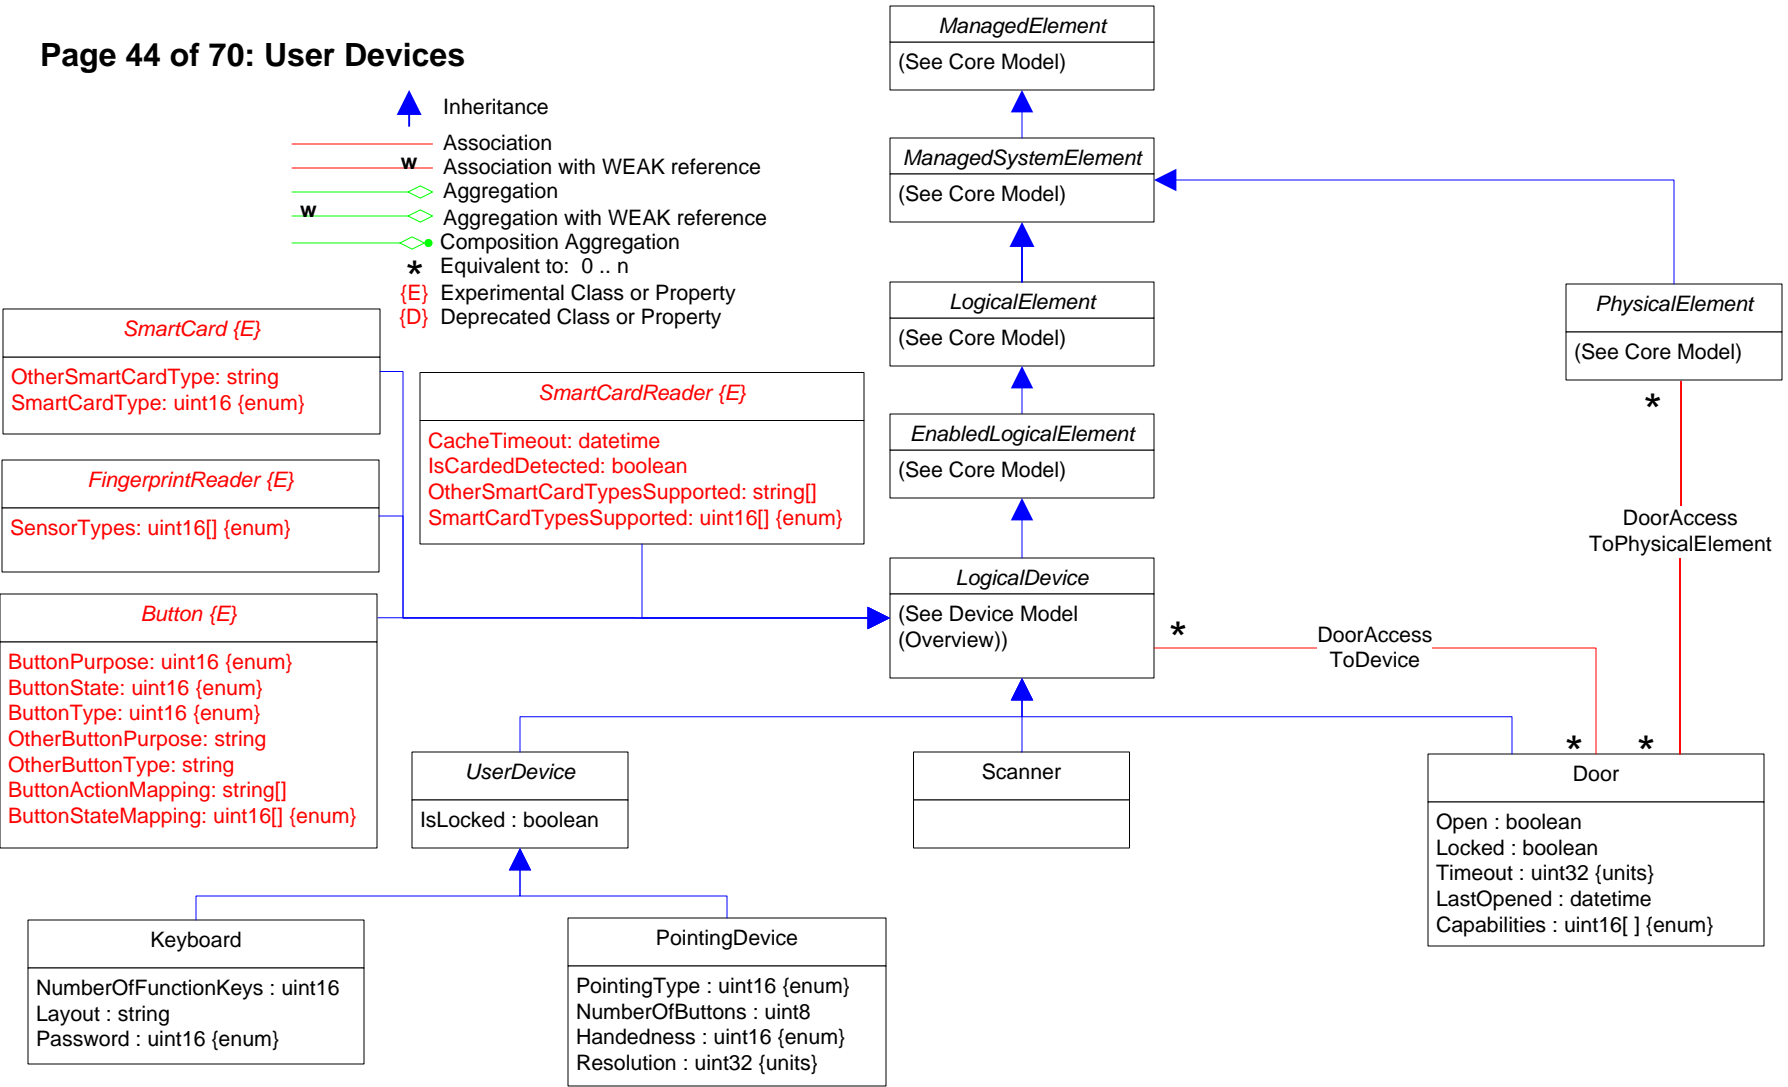 Page 44 of 70: User Devices
Inheritance
Association
w Association with WEAK reference
Aggregation
w Aggregation with WEAK reference
Composition Aggregation
* Equivalent to: 0 .. n
{E} Experimental Class or Property
{D} Deprecated Class or Property
ManagedElement
(See Core Model)
ManagedSystemElement
(See Core Model)
LogicalElement
(See Core Model)
PhysicalElement
(See Core Model)
*
DoorAccess
ToPhysicalElement
SmartCard {E}
OtherSmartCardType: string
SmartCardType: uint16 {enum}
SmartCardReader {E}
CacheTimeout: datetime
IsCardedDetected: boolean
OtherSmartCardTypesSupported: string[]
SmartCardTypesSupported: uint16[] {enum}
EnabledLogicalElement
(See Core Model)
FingerprintReader {E}
SensorTypes: uint16[] {enum}
LogicalDevice
(See Device Model
(Overview))
*
DoorAccess
ToDevice
* *
Button {E}
ButtonPurpose: uint16 {enum}
ButtonState: uint16 {enum}
ButtonType: uint16 {enum}
OtherButtonPurpose: string
OtherButtonType: string
ButtonActionMapping: string[]
ButtonStateMapping: uint16[] {enum}
UserDevice
IsLocked : boolean
Scanner
Door
Open : boolean
Locked : boolean
Timeout : uint32 {units}
LastOpened : datetime
Capabilities : uint16[ ] {enum}
Keyboard
NumberOfFunctionKeys : uint16
Layout : string
Password : uint16 {enum}
PointingDevice
PointingType : uint16 {enum}
NumberOfButtons : uint8
Handedness : uint16 {enum}
Resolution : uint32 {units}